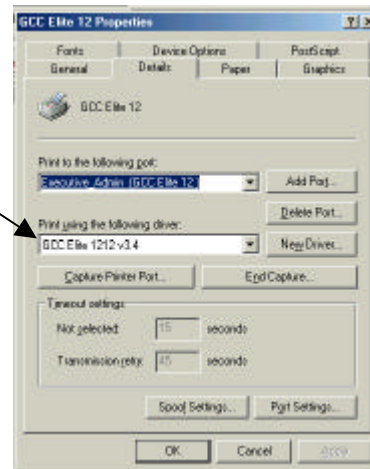 GCC Elite 12 Properties
Fonts Device Options PostScript
General Details Paper Graphics
GCC Elite 12
Print to the following port:
Executive_Admin (GCC Elite 12) Add Port...
Delete Port...
Print using the following driver:
GCC Elite 1212 v3.4 New Driver...
Capture Printer Port... End Capture...
Timeout settings
Not selected: 15 seconds
Transmission retry: 45 seconds
Spool Settings... Port Settings...
OK Cancel Apply